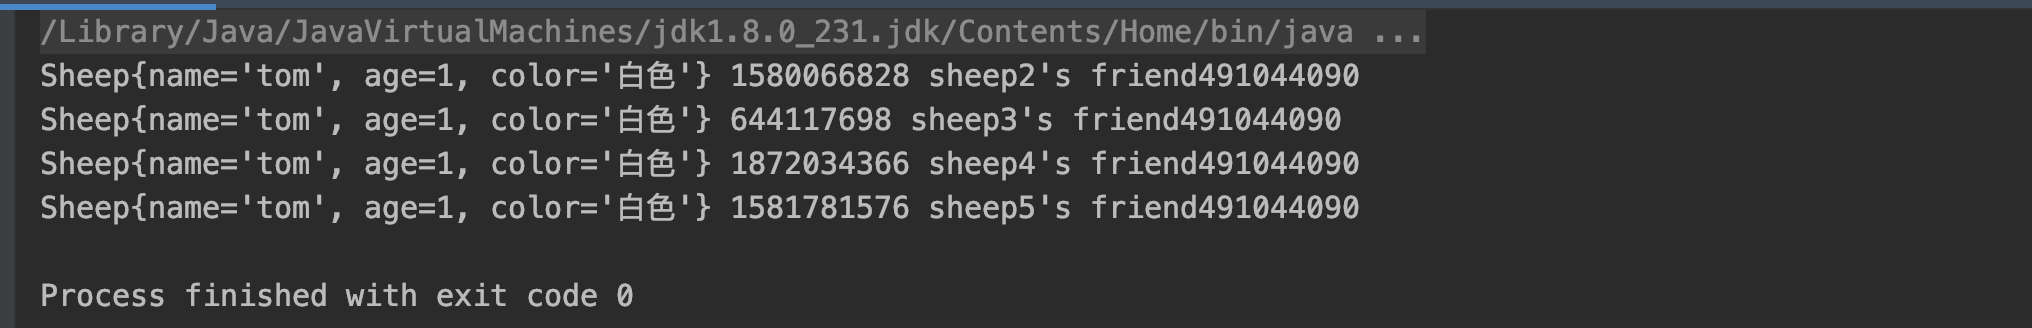 /Library/Java/JavaVirtualMachines/jdk1.8.0_231.jdk/Contents/Home/bin/java ...
Sheep{name='tom', age=1, color='白色'} 1580066828 sheep2's friend491044090
Sheep{name='tom', age=1, color='白色'} 644117698 sheep3's friend491044090
Sheep{name='tom', age=1, color='白色'} 1872034366 sheep4's friend491044090
Sheep{name='tom', age=1, color='白色'} 1581781576 sheep5's friend491044090
Process finished with exit code 0